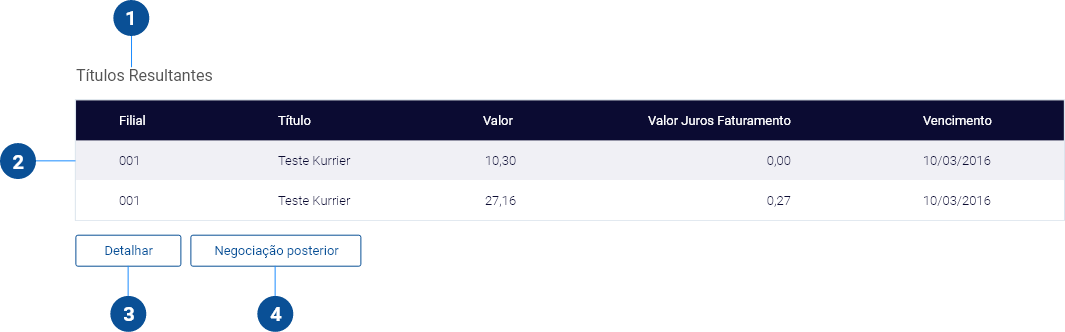 1
Títulos Resultantes
Filial Título Valor Valor Juros Faturamento Vencimento
2
001 Teste Kurrier 10,30 0,00 10/03/2016
001 Teste Kurrier 27,16 0,27 10/03/2016
Detalhar Negociação posterior
3 4